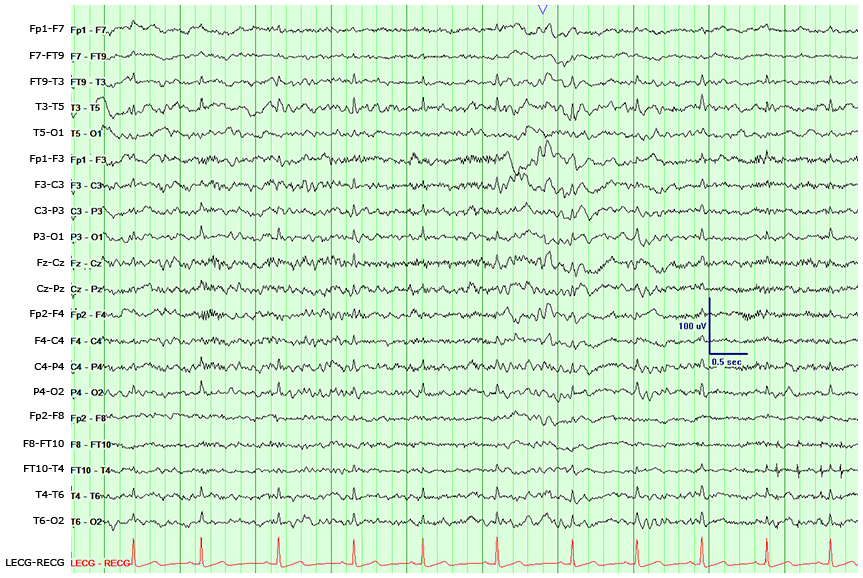 Fp1-F7 Fp1 - F7
F7-FT9 F7 - FT9
FT9-T3 FT9 - T3
T3-T5 T3 - T5
T5-O1 T5 - O1
Fp1-F3 Fp1 - F3
F3-C3 F3 - C3
C3-P3 C3 - P3
P3-O1 P3 - O1
Fz-Cz Fz - Cz
Cz-Pz Cz - Pz
Fp2-F4 Fp2 - F4
100 uV
F4-C4 F4 - C4
0.5 sec
C4-P4 C4 - P4
P4-O2 P4 - O2
Fp2-F8 Fp2 - F8
F8-FT10 F8 - FT10
FT10-T4 FT10 - T4
T4-T6 T4 - T6
T6-O2 T6 - O2
LECG-RECG LECG - RECG